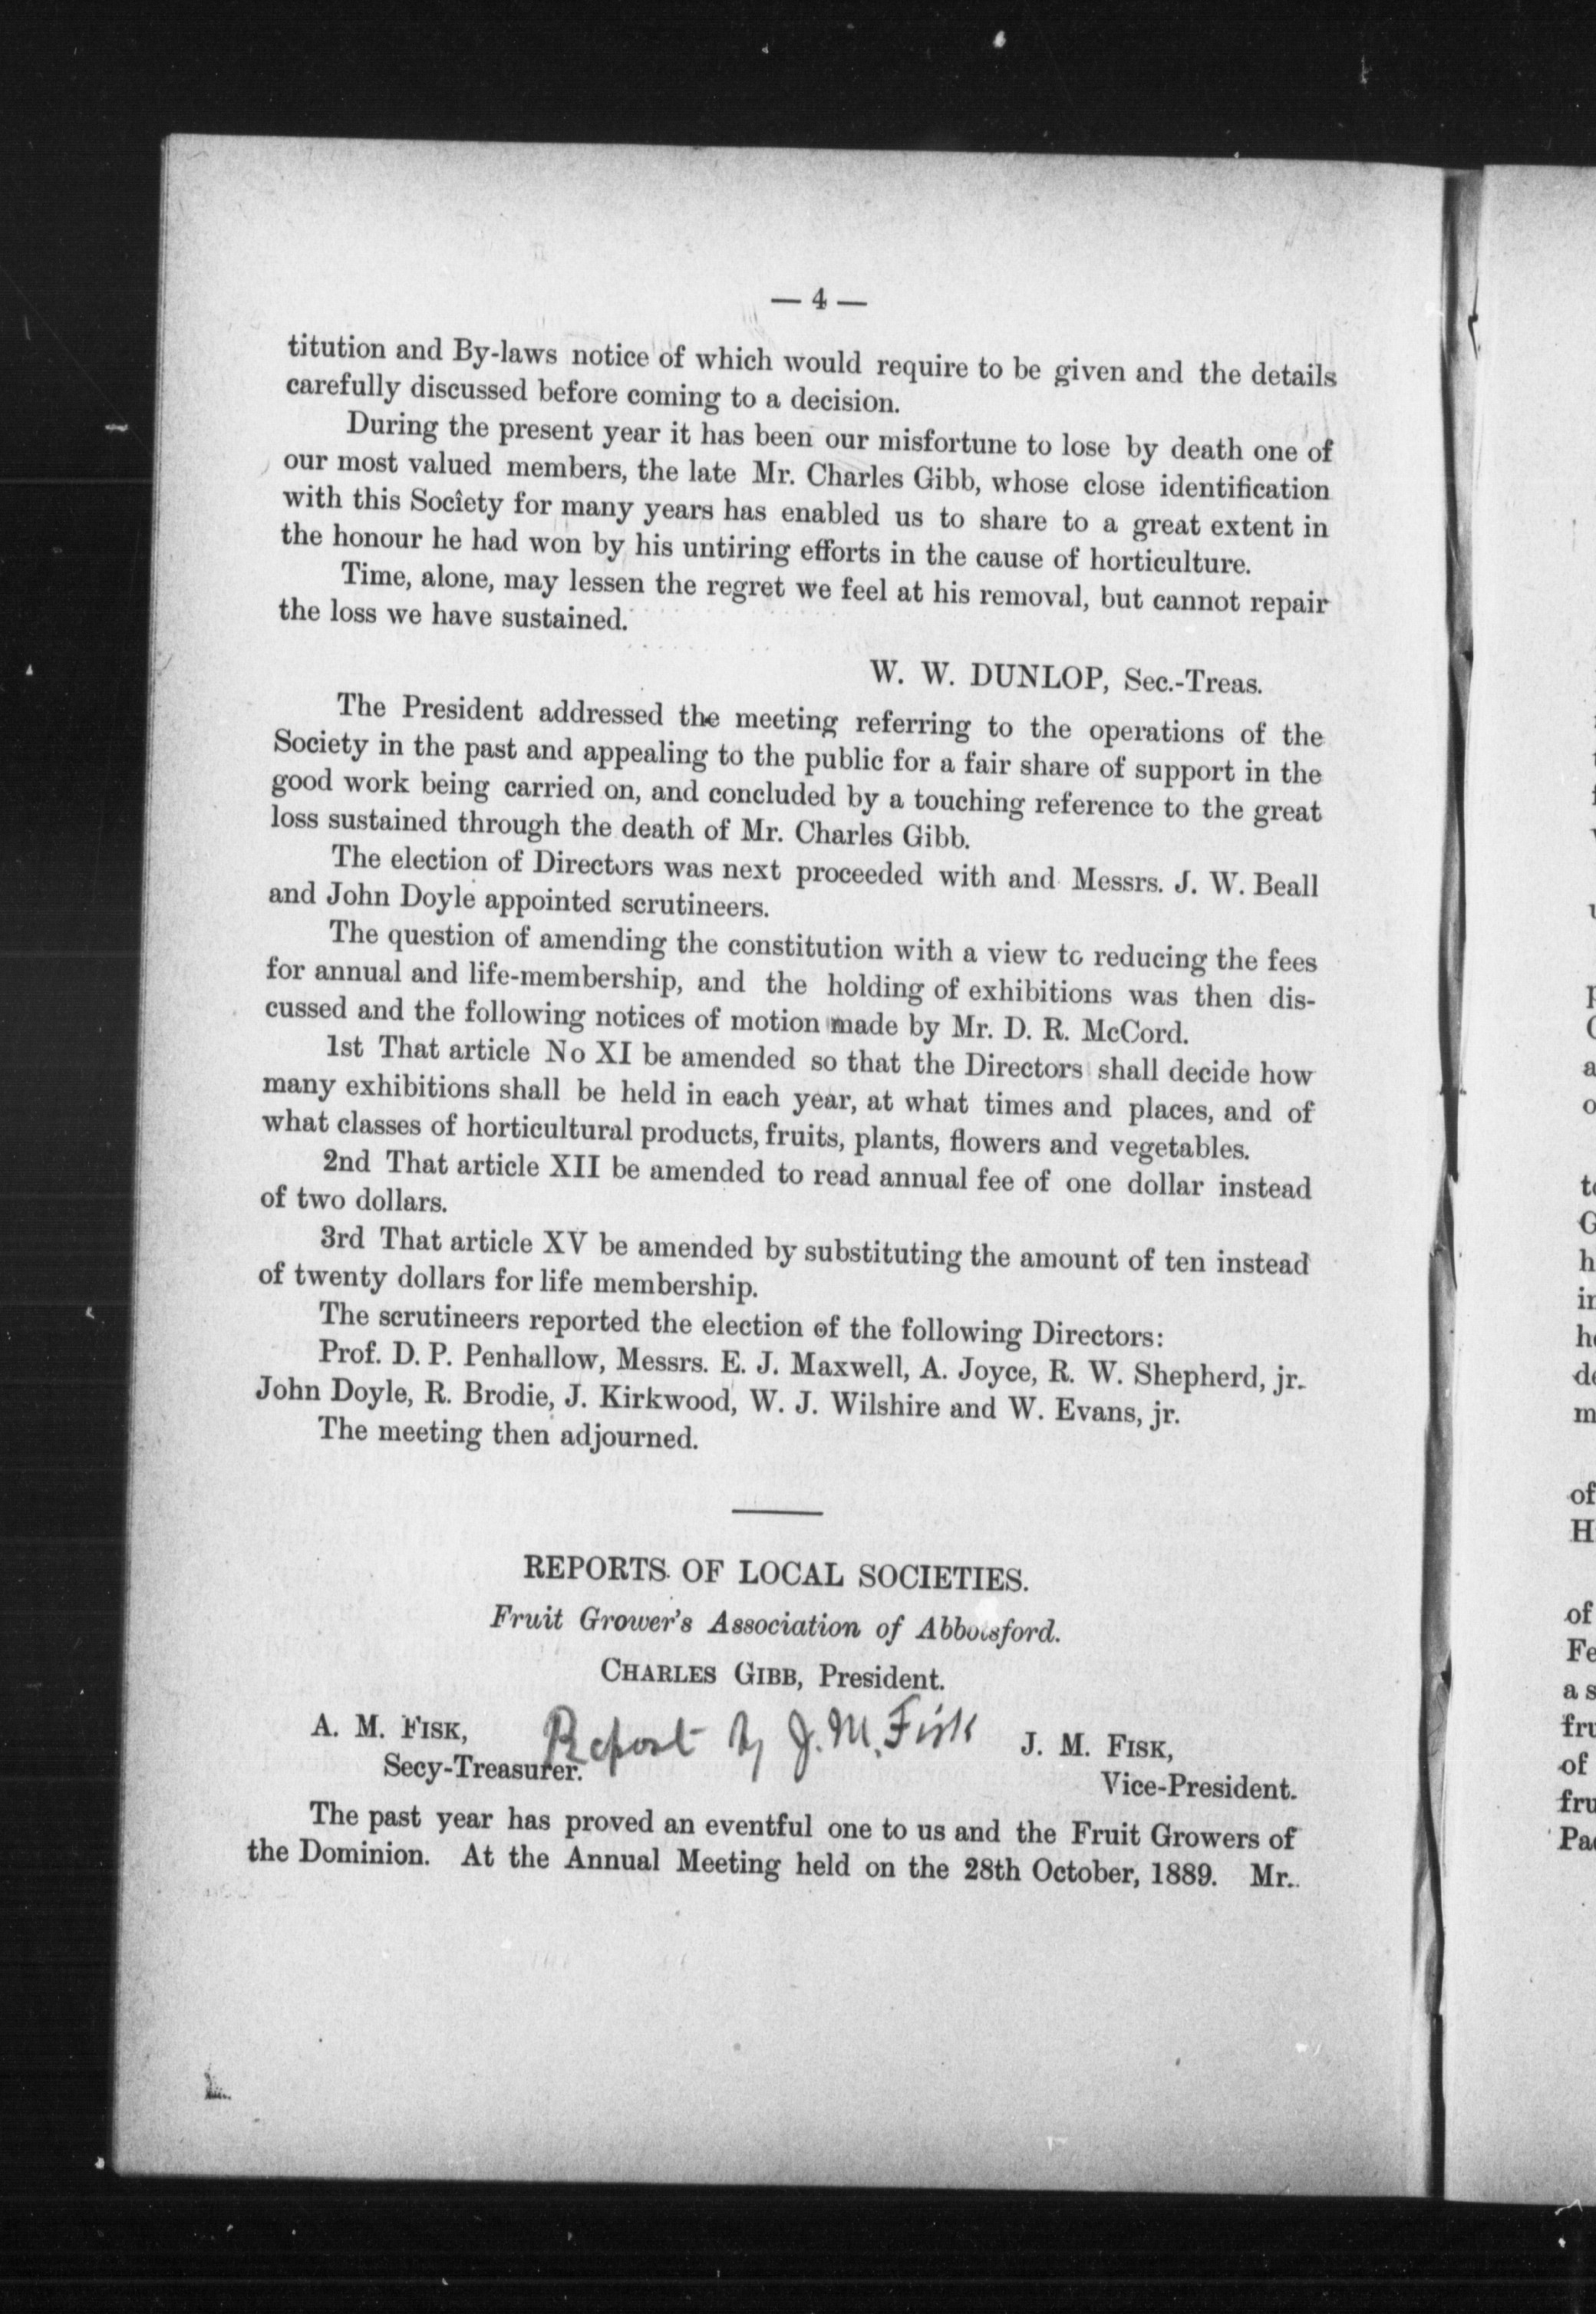 — 4 —
titution and By-laws notice of which would require to be given and the details
carefully discussed before coming to a decision.
During the present year it has been our misfortune to lose by death one of
our most valued members, the late Mr. Charles Gibb, whose close identification
with this Society for many years has enabled us to share to a great extent in
the honour he had won by his untiring efforts in the cause of horticulture.
Time, alone, may lessen the regret we feel at his removal, but cannot repair
the loss we have sustained.
W. W. DUNLOP, Sec.-Treas.
The President addressed the meeting referring to the operations of the
Society in the past and appealing to the public for a fair share of support in the
good work being carried on, and concluded by a touching reference to the great
loss sustained through the death of Mr. Charles Gibb.
The election of Directors was next proceeded with and Messrs. J. W. Beall
and John Doyle appointed scrutineers.
The question of amending the constitution with a view to reducing the fees
for annual and life-membership, and the holding of exhibitions was then dis-
cussed and the following notices of motion made by Mr. D. R. McCord.
1st That article No XI be amended so that the Directors shall decide how
many exhibitions shall be held in each year, at what times and places, and of
what classes of horticultural products, fruits, plants, flowers and vegetables.
2nd That article XII be amended to read annual fee of one dollar instead
of two dollars.
3rd That article XV be amended by substituting the amount of ten instead
of twenty dollars for life membership.
The scrutineers reported the election of the following Directors:
Prof. D. P. Penhallow, Messrs. E. J. Maxwell, A. Joyce, R. W. Shepherd, jr.
John Doyle, R. Brodie, J. Kirkwood, W. J. Wilshire and W. Evans, jr.
The meeting then adjourned.
REPORTS OF LOCAL SOCIETIES.
Fruit Grower's Association of Abbotsford.
CHARLES GIBB, President.
A. M. FISK,
Secy-Treasurer.
Report by J. M. Fisk
J. M. FISK,
Vice-President.
The past year has proved an eventful one to us and the Fruit Growers of
the Dominion. At the Annual Meeting held on the 28th October, 1889. Mr.